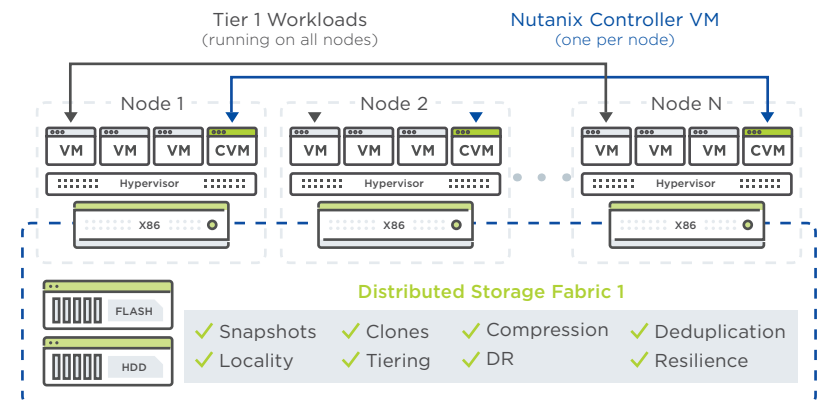 Tier 1 Workloads
(running on all nodes)
Nutanix Controller VM
(one per node)
Node 1
VM
VM
VM
CVM
Hypervisor
X86
Node 2
VM
VM
VM
CVM
Hypervisor
X86
Node N
VM
VM
VM
CVM
Hypervisor
X86
FLASH
HDD
Distributed Storage Fabric 1
Snapshots
Clones
Compression
Deduplication
Locality
Tiering
DR
Resilience